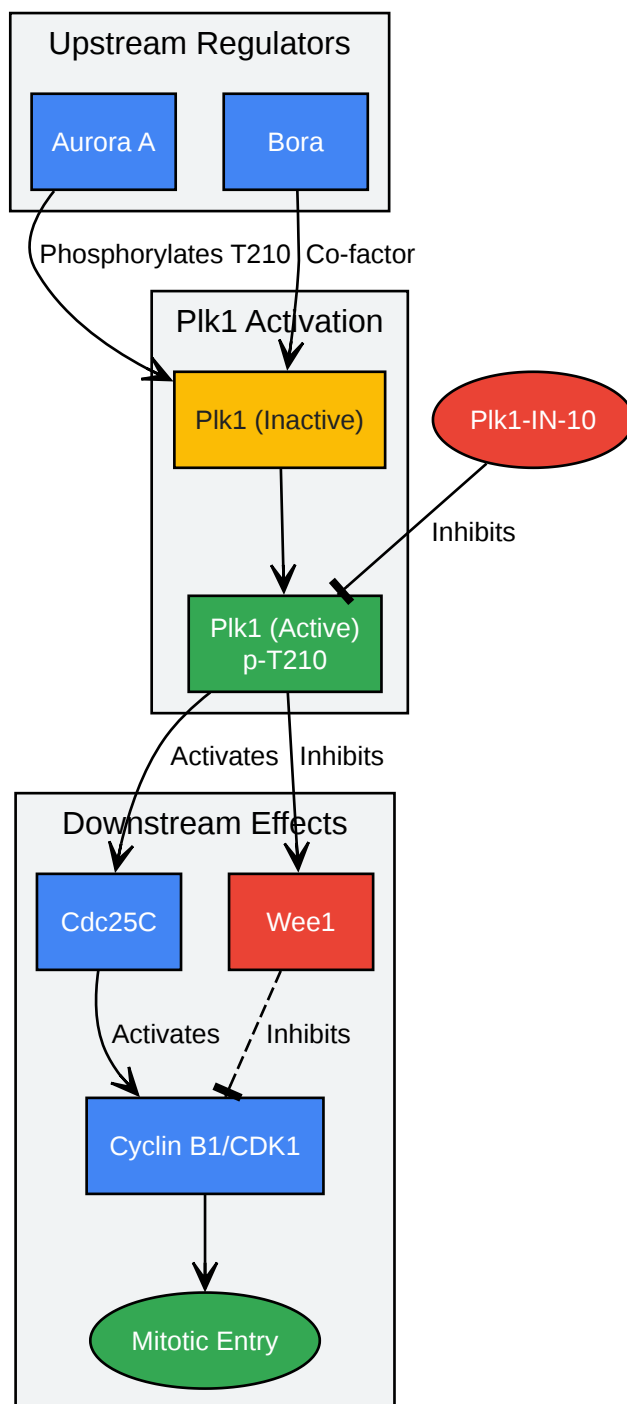 Upstream Regulators
Aurora A
Bora
Phosphorylates T210
Co-factor
Plk1 Activation
Plk1 (Inactive)
Plk1-IN-10
Inhibits
Plk1 (Active)
p-T210
Activates
Inhibits
Downstream Effects
Cdc25C
Wee1
Activates
Inhibits
Cyclin B1/CDK1
Mitotic Entry